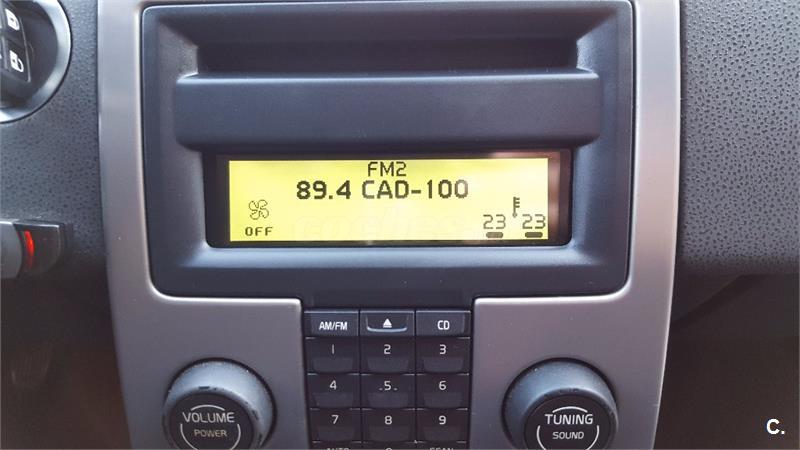 FM2
89.4 CAD-100
OFF
23 23
AM/FM CD
1 2 3
4 5 6
7 8 9
VOLUME
POWER
TUNING
SOUND
C.